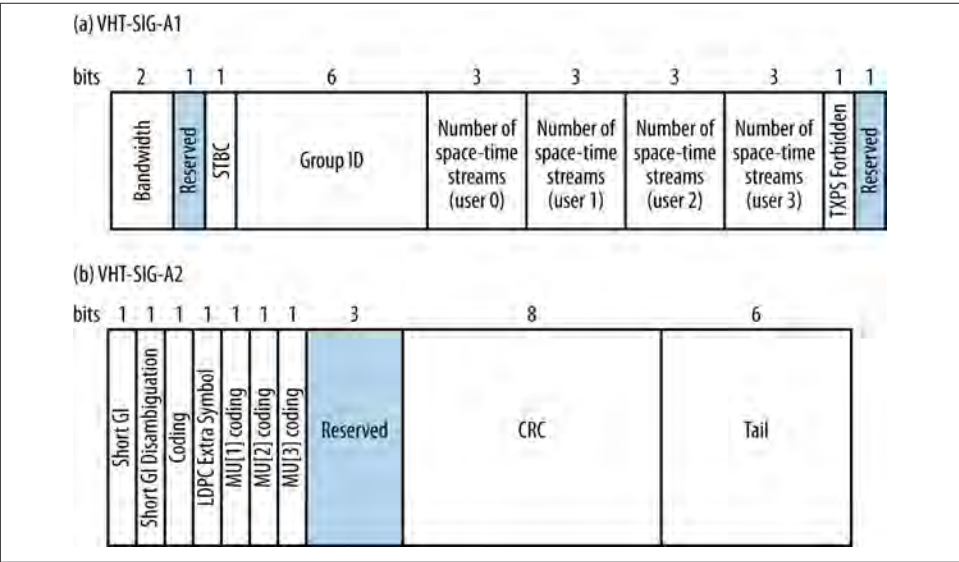 (a) VHT-SIG-A1
bits 2 1 1 6 3 3 3 3 1 1
Bandwidth
Reserved
STBC
Group ID
Number of
space-time
streams
(user 0)
Number of
space-time
streams
(user 1)
Number of
space-time
streams
(user 2)
Number of
space-time
streams
(user 3)
TXPS Forbidden
Reserved
(b) VHT-SIG-A2
bits 1 1 1 1 1 1 1 3 8 6
Short GI
Short GI Disambiguation
Coding
LDPC Extra Symbol
MU[1] coding
MU[2] coding
MU[3] coding
Reserved
CRC
Tail